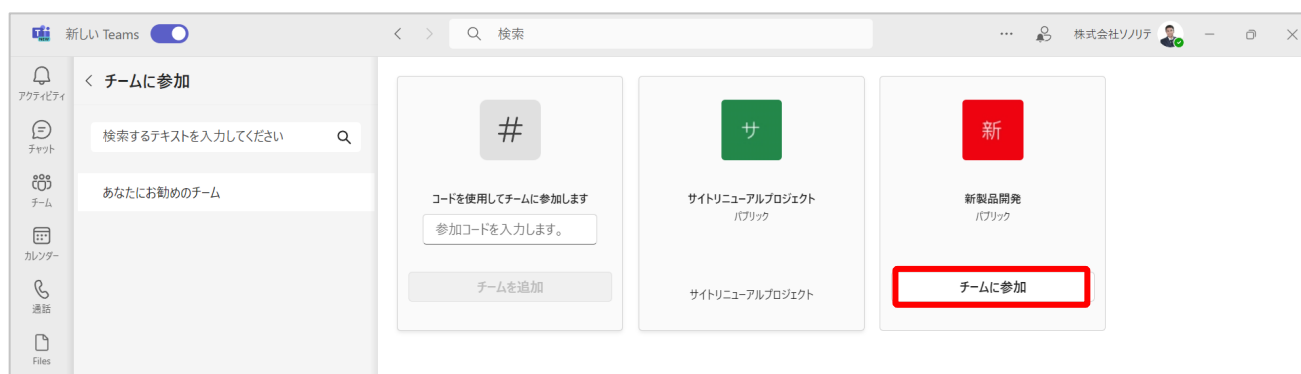 新しい Teams
検索
株式会社ソノリテ
アクティビティ
チャット
チーム
カレンダー
通話
Files
チームに参加
検索するテキストを入力してください
あなたにお勧めのチーム
#
コードを使用してチームに参加します
参加コードを入力します。
チームを追加
サ
サイトリニューアルプロジェクト
パブリック
サイトリニューアルプロジェクト
新
新製品開発
パブリック
チームに参加